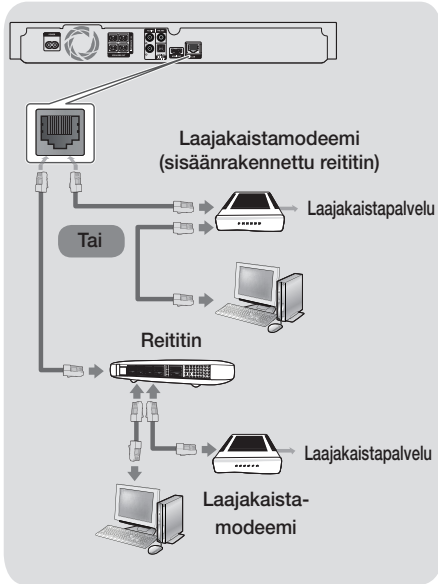 Laajakaistamodeemi
(sisäänrakennettu reititin)
Laajakaistapalvelu
Tai
Reititin
Laajakaistapalvelu
Laajakaista-
modeemi